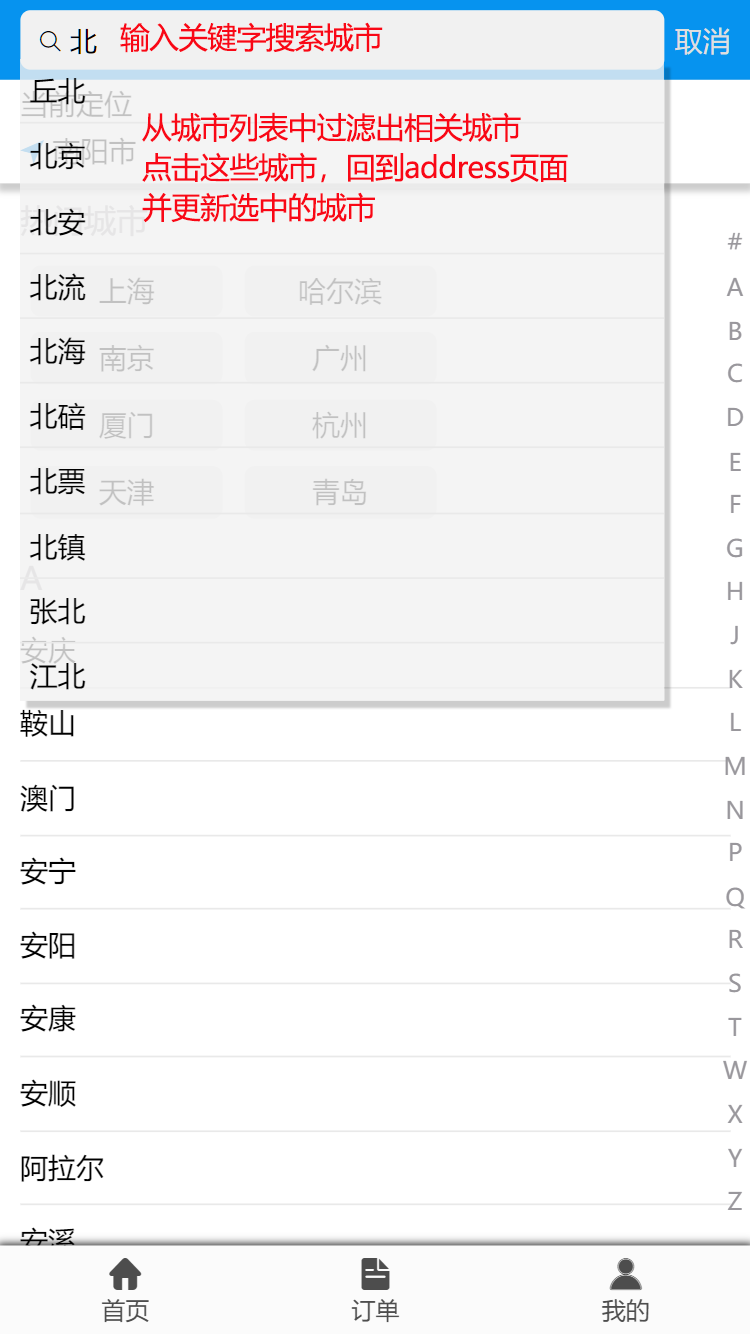 北 输入关键字搜索城市 取消
丘北
当前定位
从城市列表中过滤出相关城市
阳市
北京
点击这些城市，回到address页面
并更新选中的城市
北安
城市
#
北流 上海 哈尔滨
A
B
北海 南京 广州
C
北碚 厦门 杭州
D
E
北票 天津 青岛
F
北镇
G
A
H
张北
J
安庆
江北
K
鞍山
L
M
澳门
N
P
安宁
Q
安阳
R
S
安康
T
W
安顺
X
阿拉尔
Y
Z
安溪
首页 订单 我的